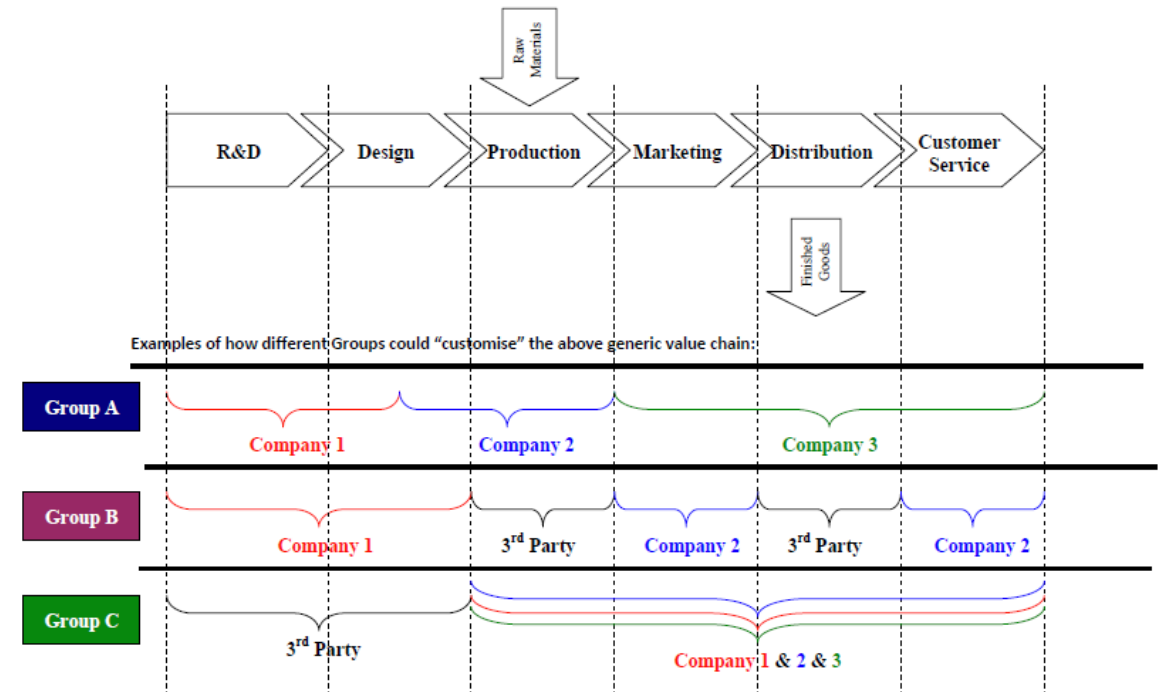 Raw
Materials
R&D
Design
Production
Marketing
Distribution
Customer
Service
Finished
Goods
Examples of how different Groups could “customise” the above generic value chain:
Group A
Company 1
Company 2
Company 3
Group B
Company 1
3rd Party
Company 2
3rd Party
Company 2
Group C
3rd Party
Company 1 & 2 & 3